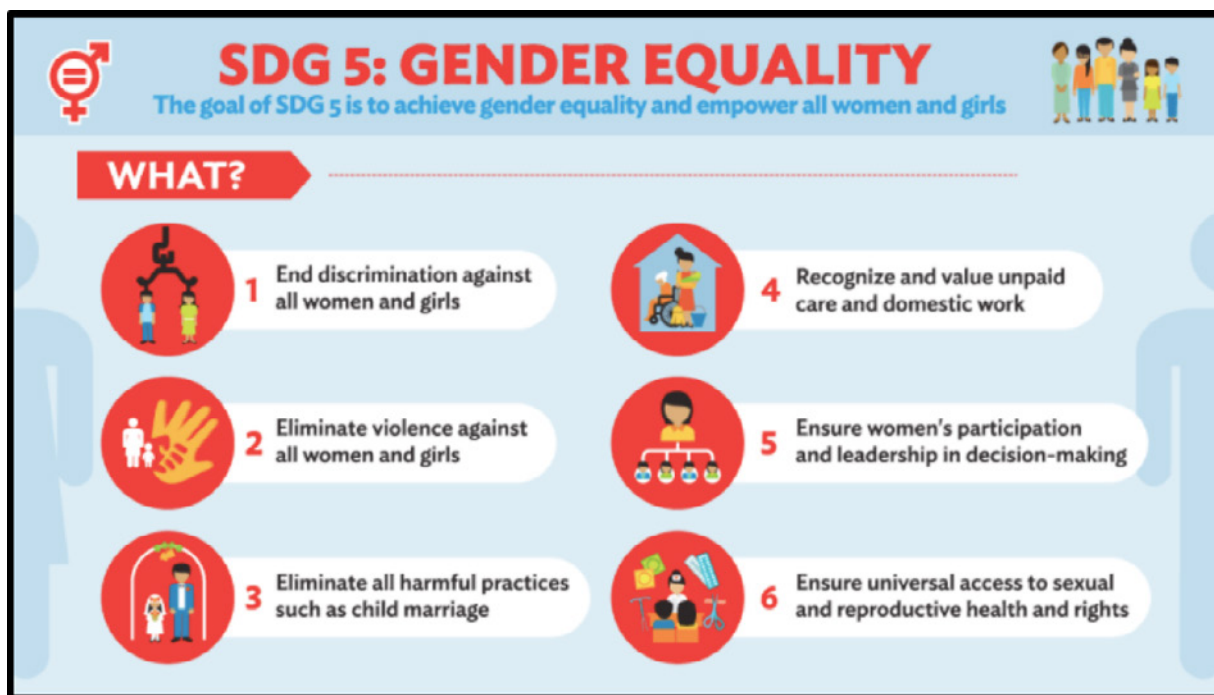 SDG 5: GENDER EQUALITY
The goal of SDG 5 is to achieve gender equality and empower all women and girls
WHAT?
1 End discrimination against
all women and girls
2 Eliminate violence against
all women and girls
3 Eliminate all harmful practices
such as child marriage
4 Recognize and value unpaid
care and domestic work
5 Ensure women's participation
and leadership in decision-making
6 Ensure universal access to sexual
and reproductive health and rights